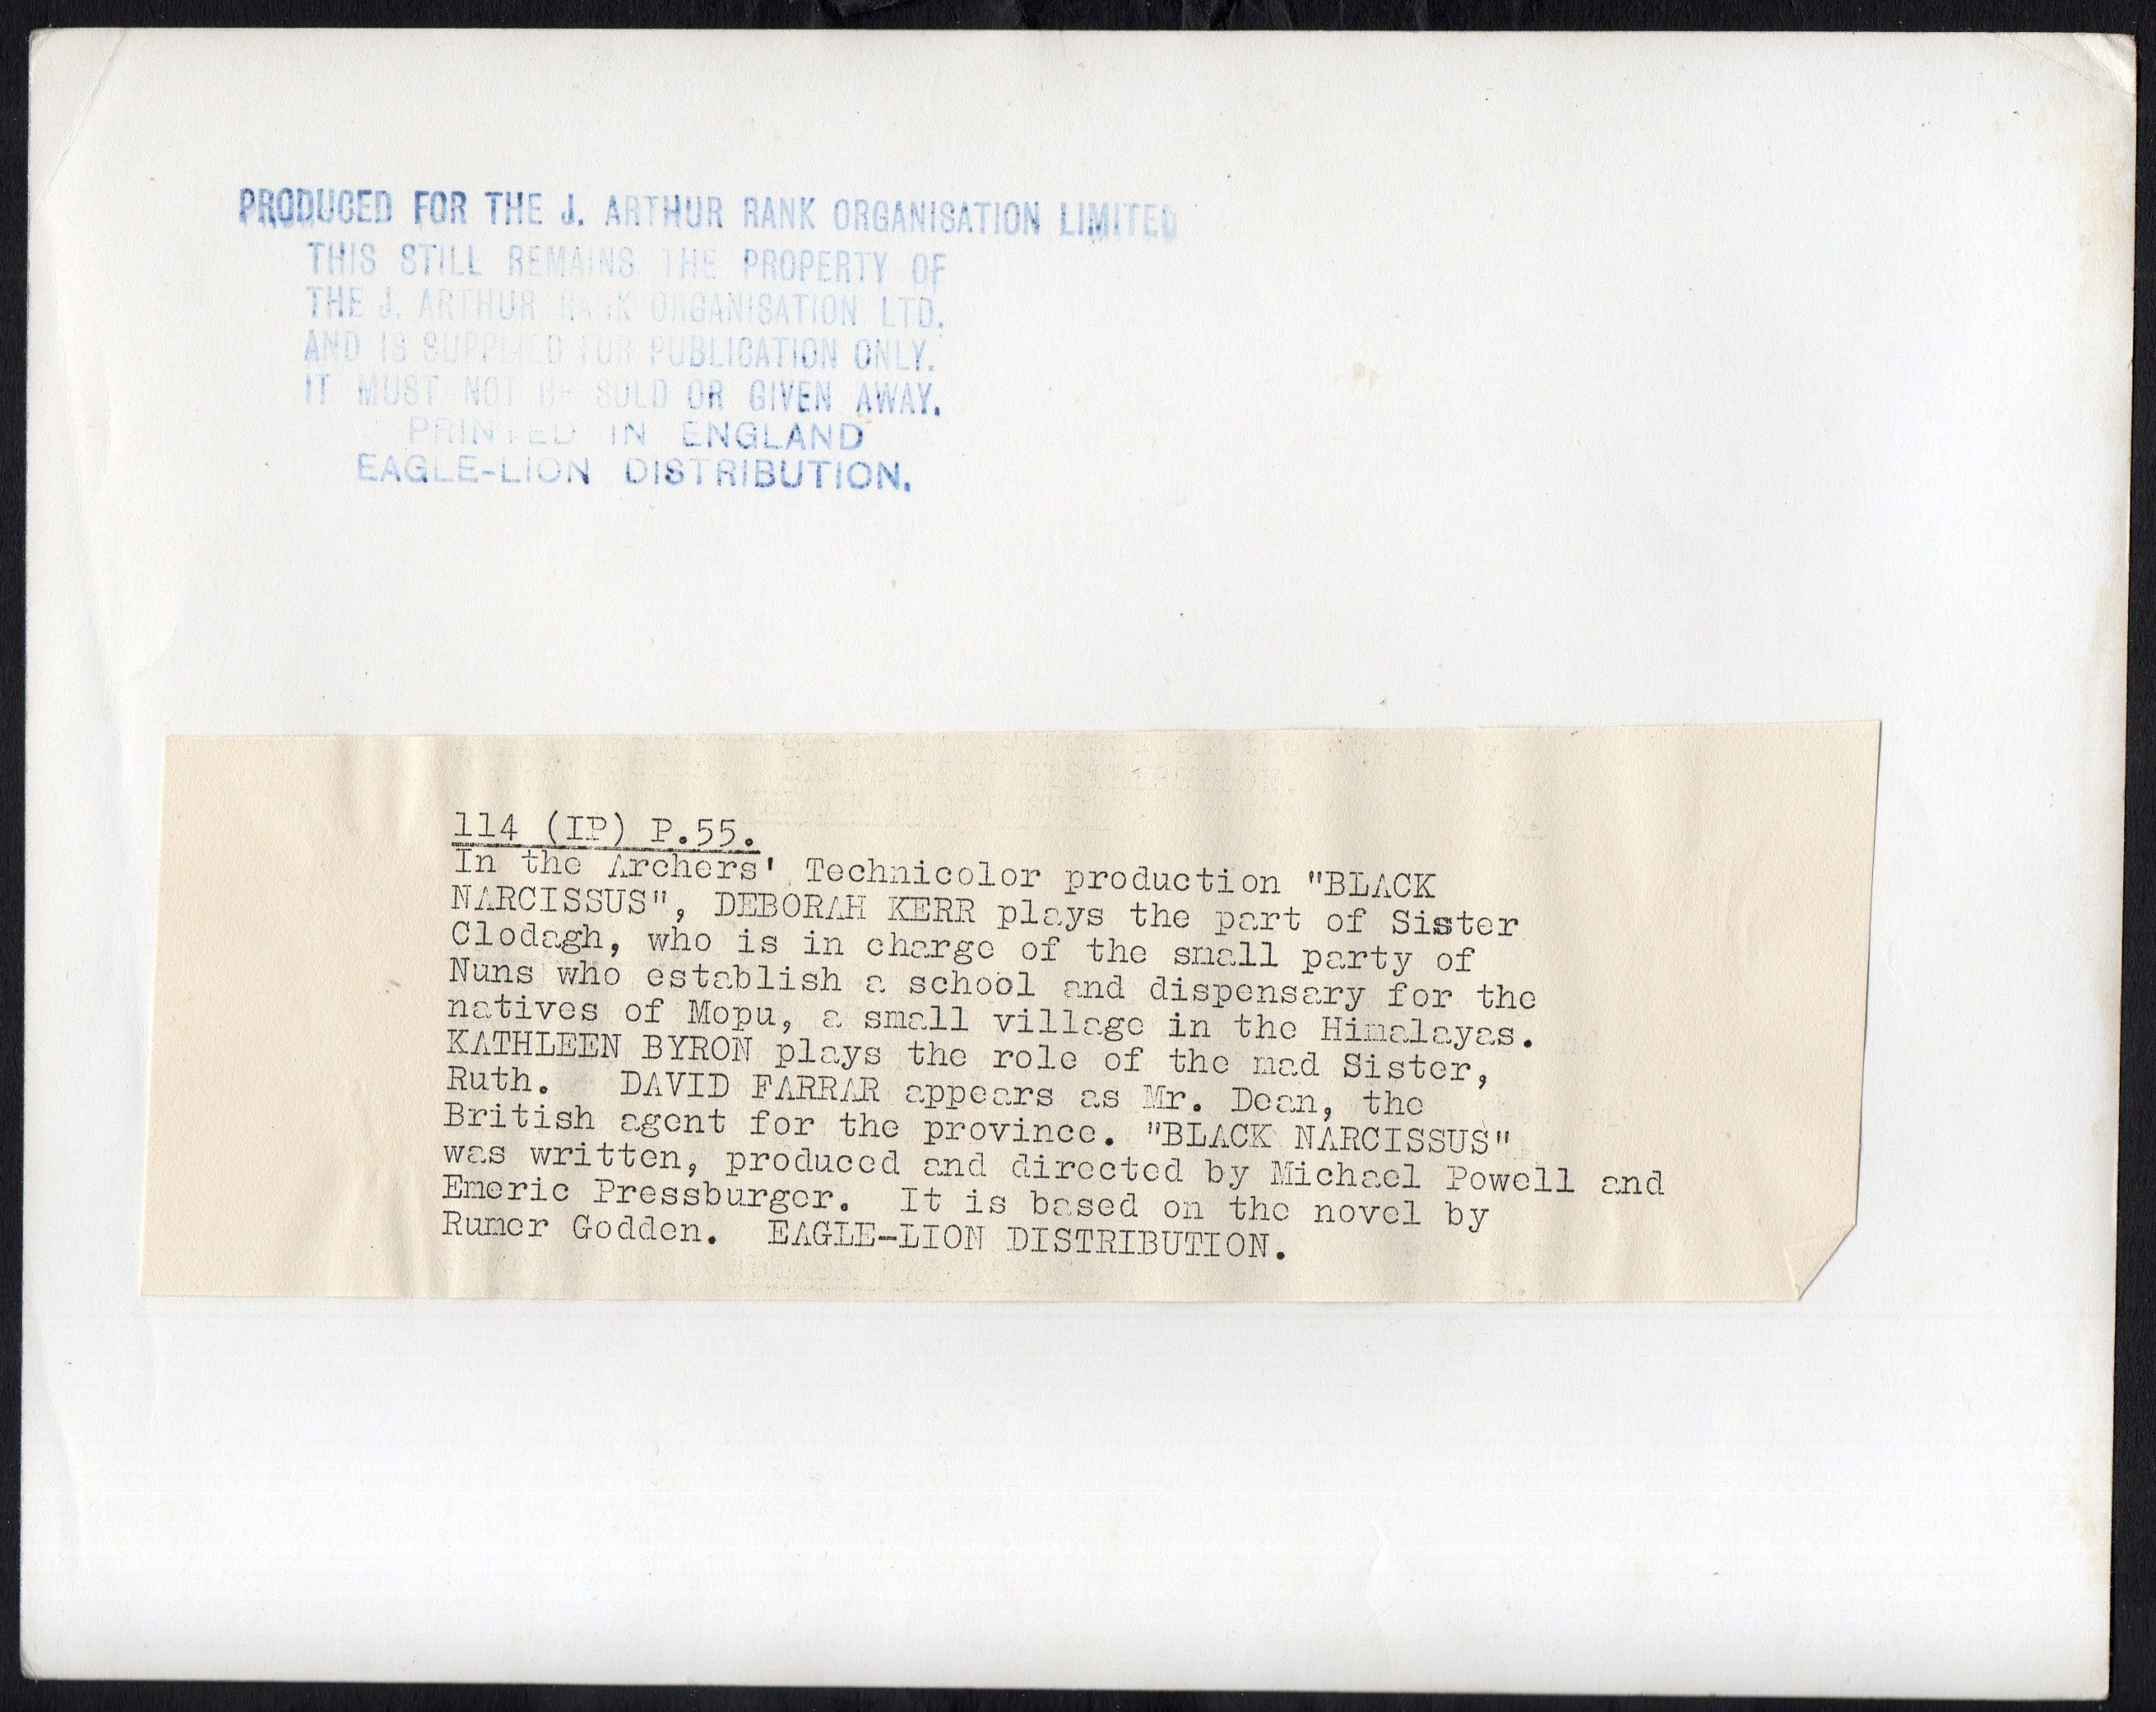 PRODUCED FOR THE J. ARTHUR RANK ORGANISATION LIMITED
THIS STILL REMAINS THE PROPERTY OF
THE J. ARTHUR RANK ORGANISATION LTD.
AND IS SUPPLIED FOR PUBLICATION ONLY.
IT MUST NOT BE SOLD OR GIVEN AWAY.
PRINTED IN ENGLAND
EAGLE-LION DISTRIBUTION.
114 (IP) P.55.
In the Archers' Technicolor production "BLACK
NARCISSUS", DEBORAH KERR plays the part of Sister
Clodagh, who is in charge of the small party of
Nuns who establish a school and dispensary for the
natives of Mopu, a small village in the Himalayas.
KATHLEEN BYRON plays the role of the mad Sister,
Ruth. DAVID FARRAR appears as Mr. Dean, the
British agent for the province. "BLACK NARCISSUS"
was written, produced and directed by Michael Powell and
Emeric Pressburger. It is based on the novel by
Rumer Godden. EAGLE-LION DISTRIBUTION.